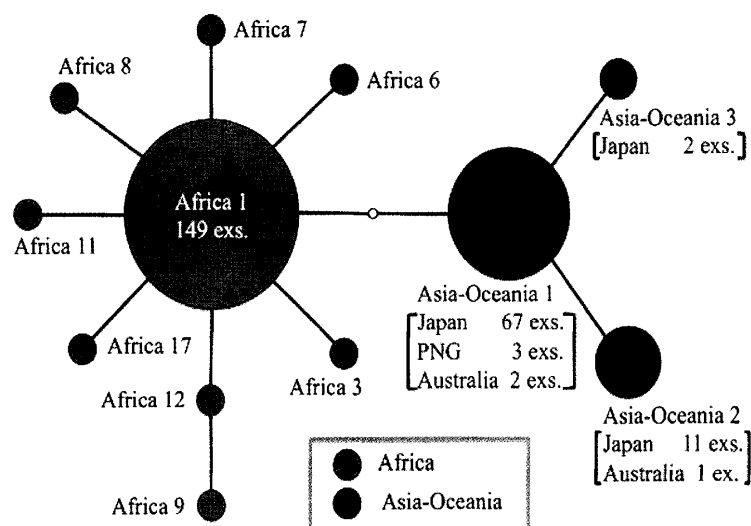 Africa 7
Africa 8
Africa 6
Asia-Oceania 3
[Japan 2 exs.]
Africa 1
149 exs.
Africa 11
Asia-Oceania 1
[Japan 67 exs.
PNG 3 exs.
Australia 2 exs.]
Africa 17
Africa 3
Africa 12
Asia-Oceania 2
[Japan 11 exs.
Australia 1 ex.]
Africa 9
Africa
Asia-Oceania